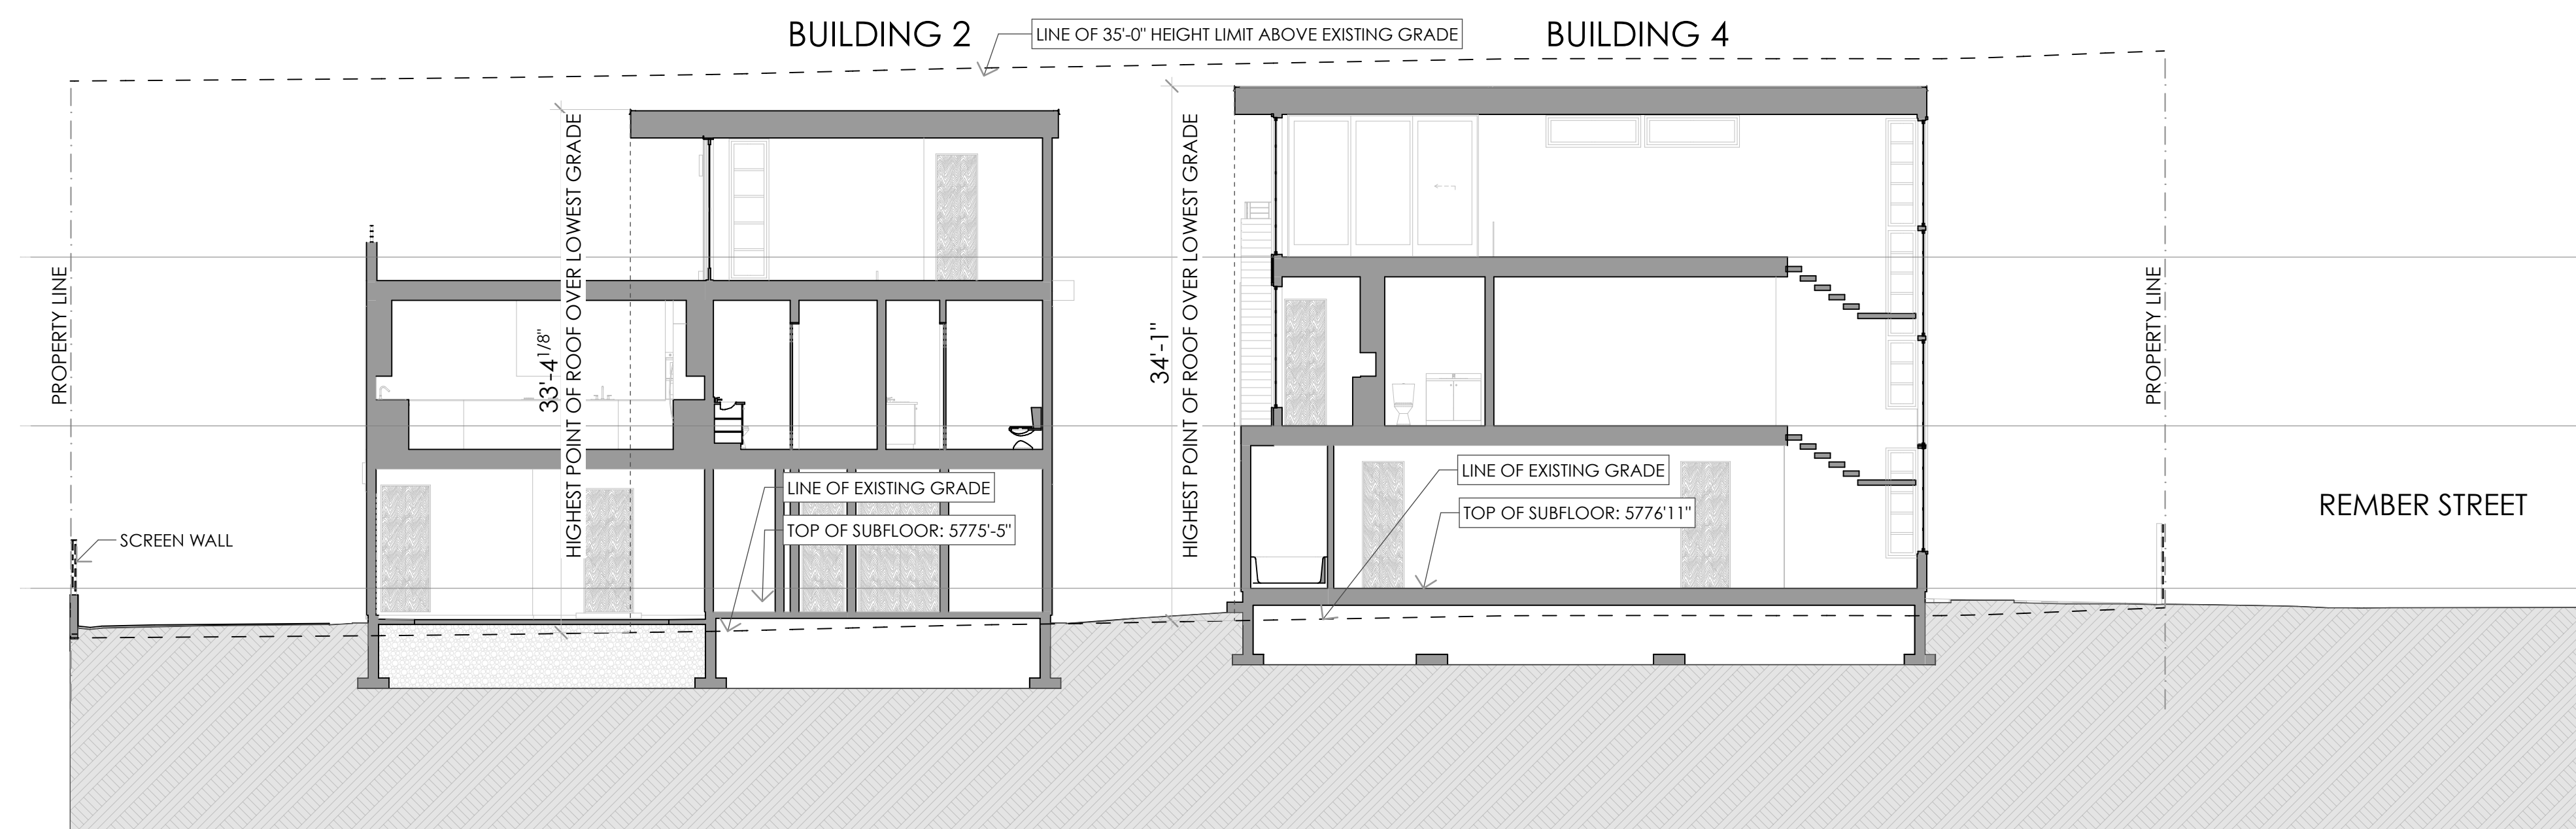 BUILDING 2
LINE OF 35'-0" HEIGHT LIMIT ABOVE EXISTING GRADE
BUILDING 4
PROPERTY LINE
33'-4 1/8"
HIGHEST POINT OF ROOF OVER LOWEST GRADE
34'-1"
HIGHEST POINT OF ROOF OVER LOWEST GRADE
PROPERTY LINE
LINE OF EXISTING GRADE
LINE OF EXISTING GRADE
TOP OF SUBFLOOR: 5775'-5"
TOP OF SUBFLOOR: 5776'11"
REMBER STREET
SCREEN WALL